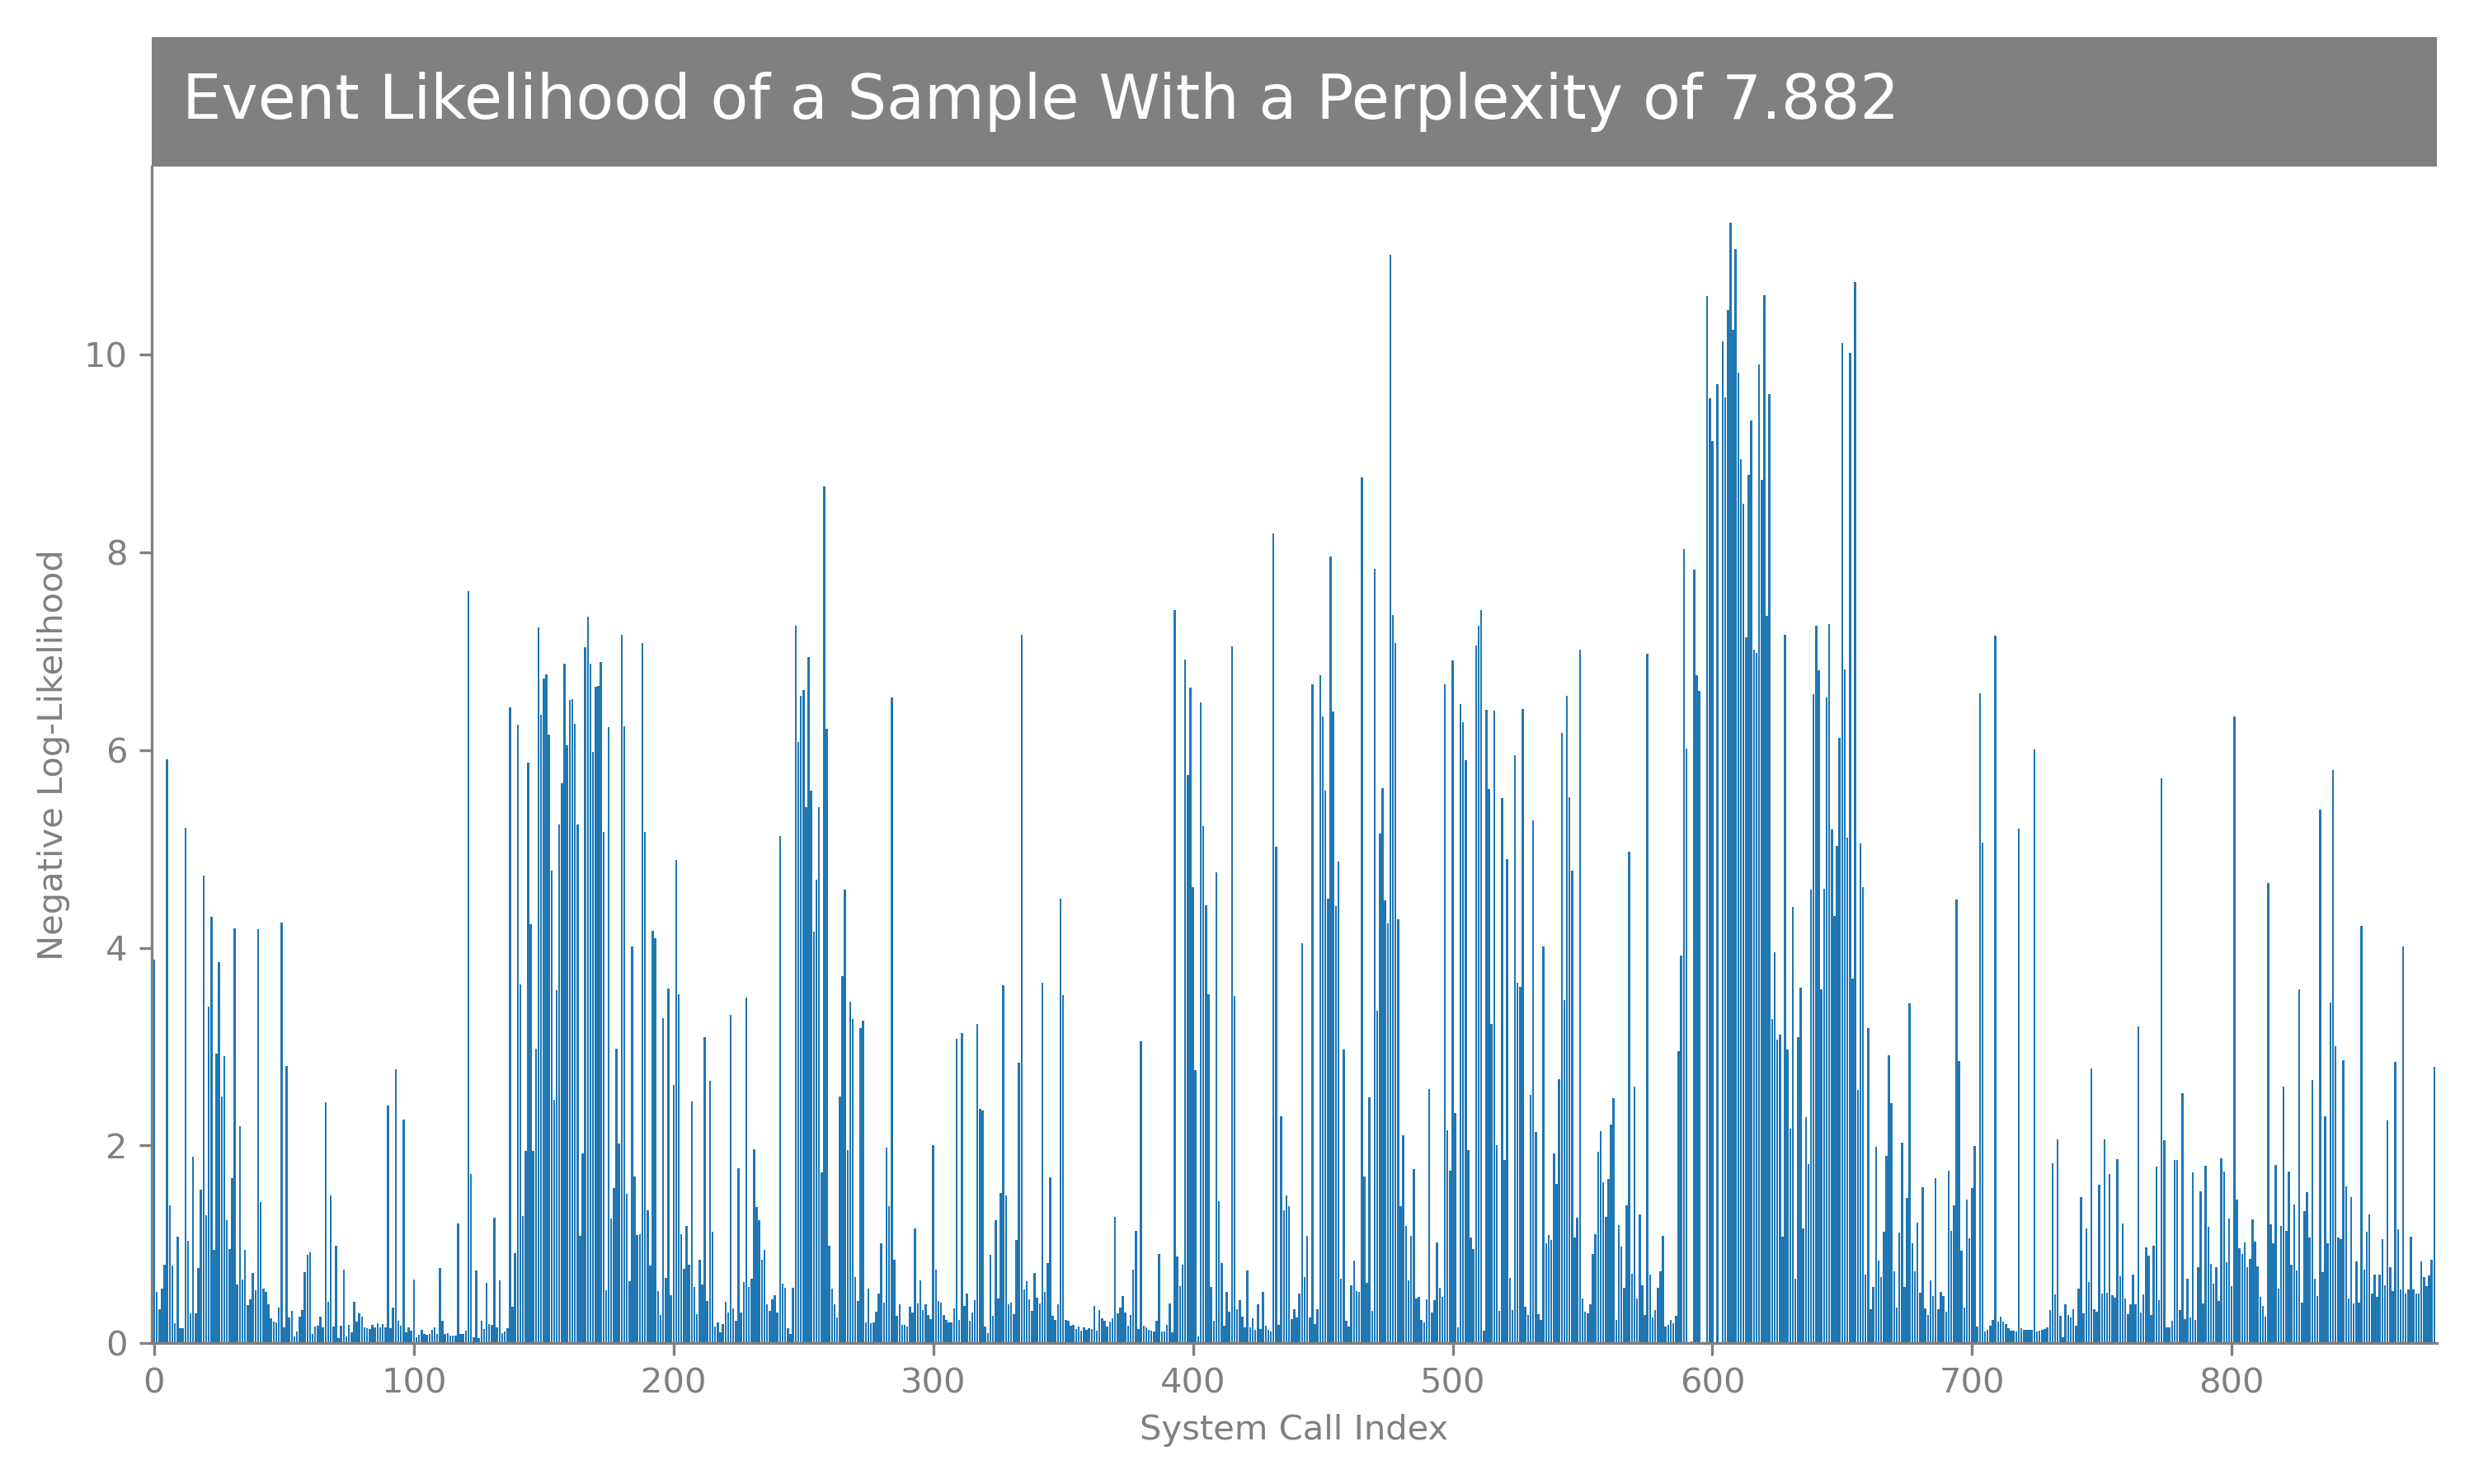 Event Likelihood of a Sample With a Perplexity of 7.882
Negative Log-Likelihood
10
8
6
4
2
0
0 100 200 300 400 500 600 700 800
System Call Index